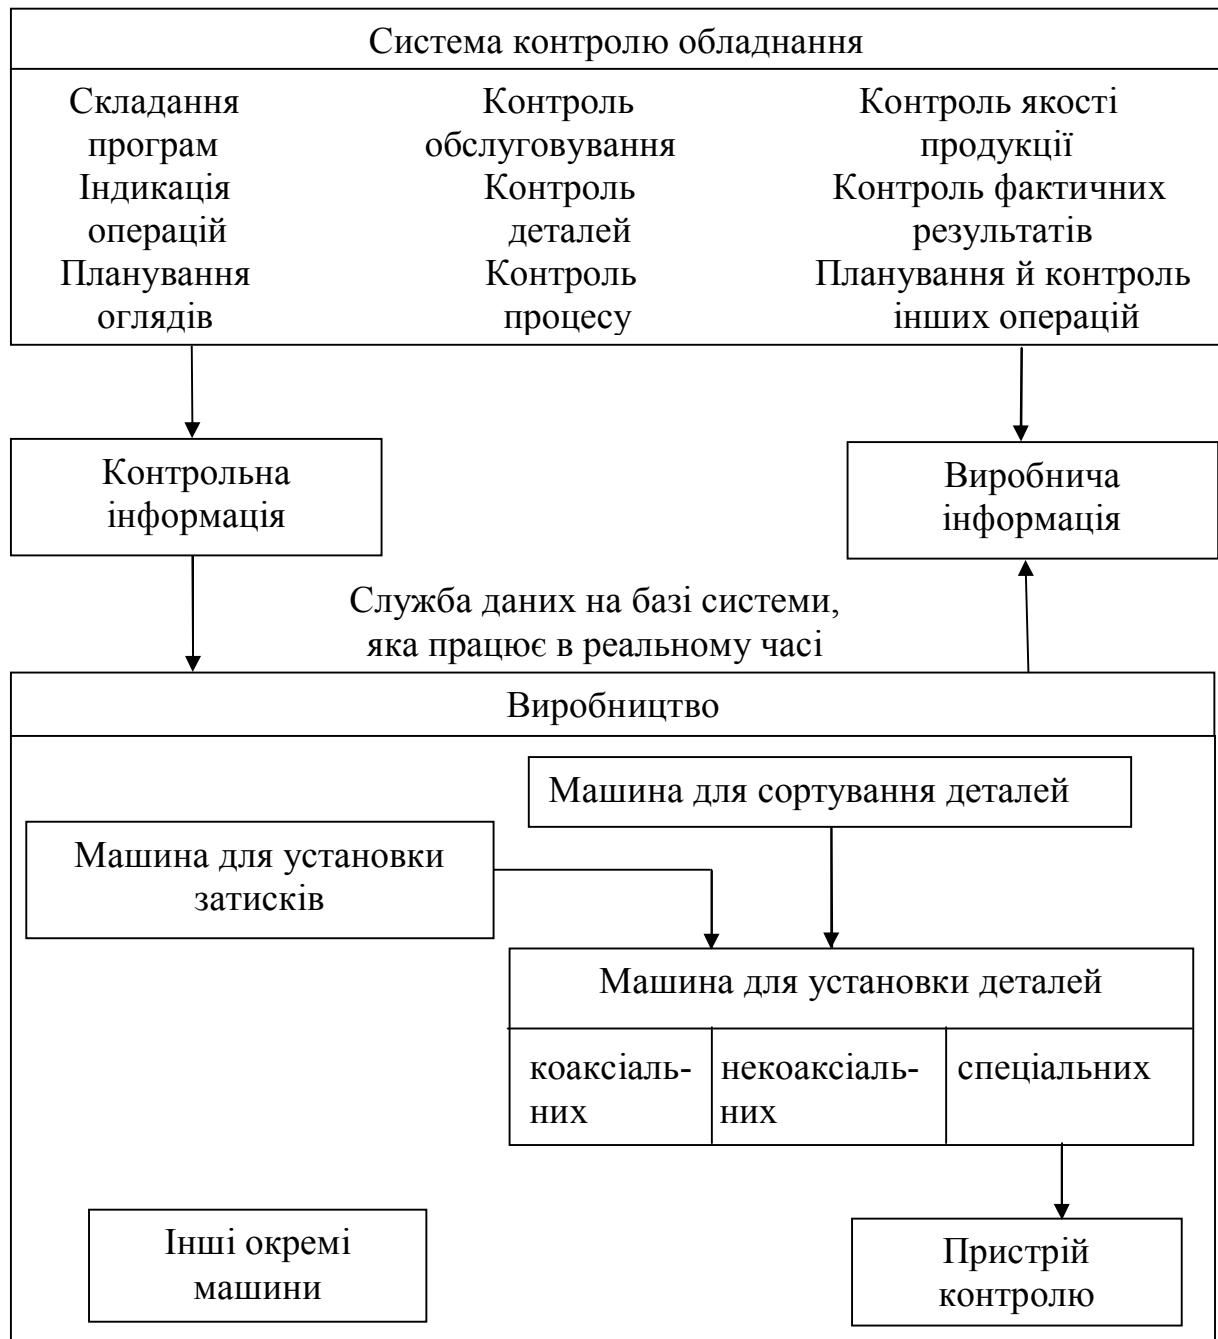 Система контролю обладнання
Складання
програм
Індикація
операцій
Планування
оглядів
Контроль
обслуговування
Контроль
деталей
Контроль
процесу
Контроль якості
продукції
Контроль фактичних
результатів
Планування й контроль
інших операцій
Контрольна
інформація
Виробнича
інформація
Служба даних на базі системи,
яка працює в реальному часі
Виробництво
Машина для сортування деталей
Машина для установки
затисків
Машина для установки деталей
коаксіаль-
них
некоаксіаль-
них
спеціальних
Інші окремі
машини
Пристрій
контролю